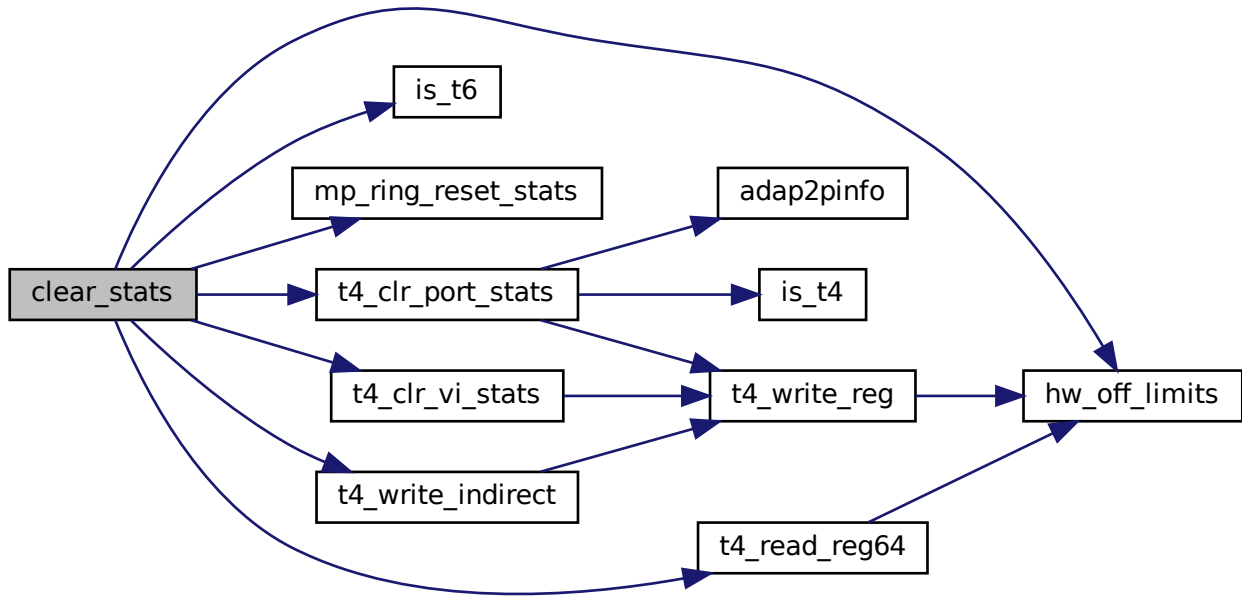 is_t6
mp_ring_reset_stats
adap2pinfo
clear_stats
t4_clr_port_stats
is_t4
t4_clr_vi_stats
t4_write_reg
hw_off_limits
t4_write_indirect
t4_read_reg64